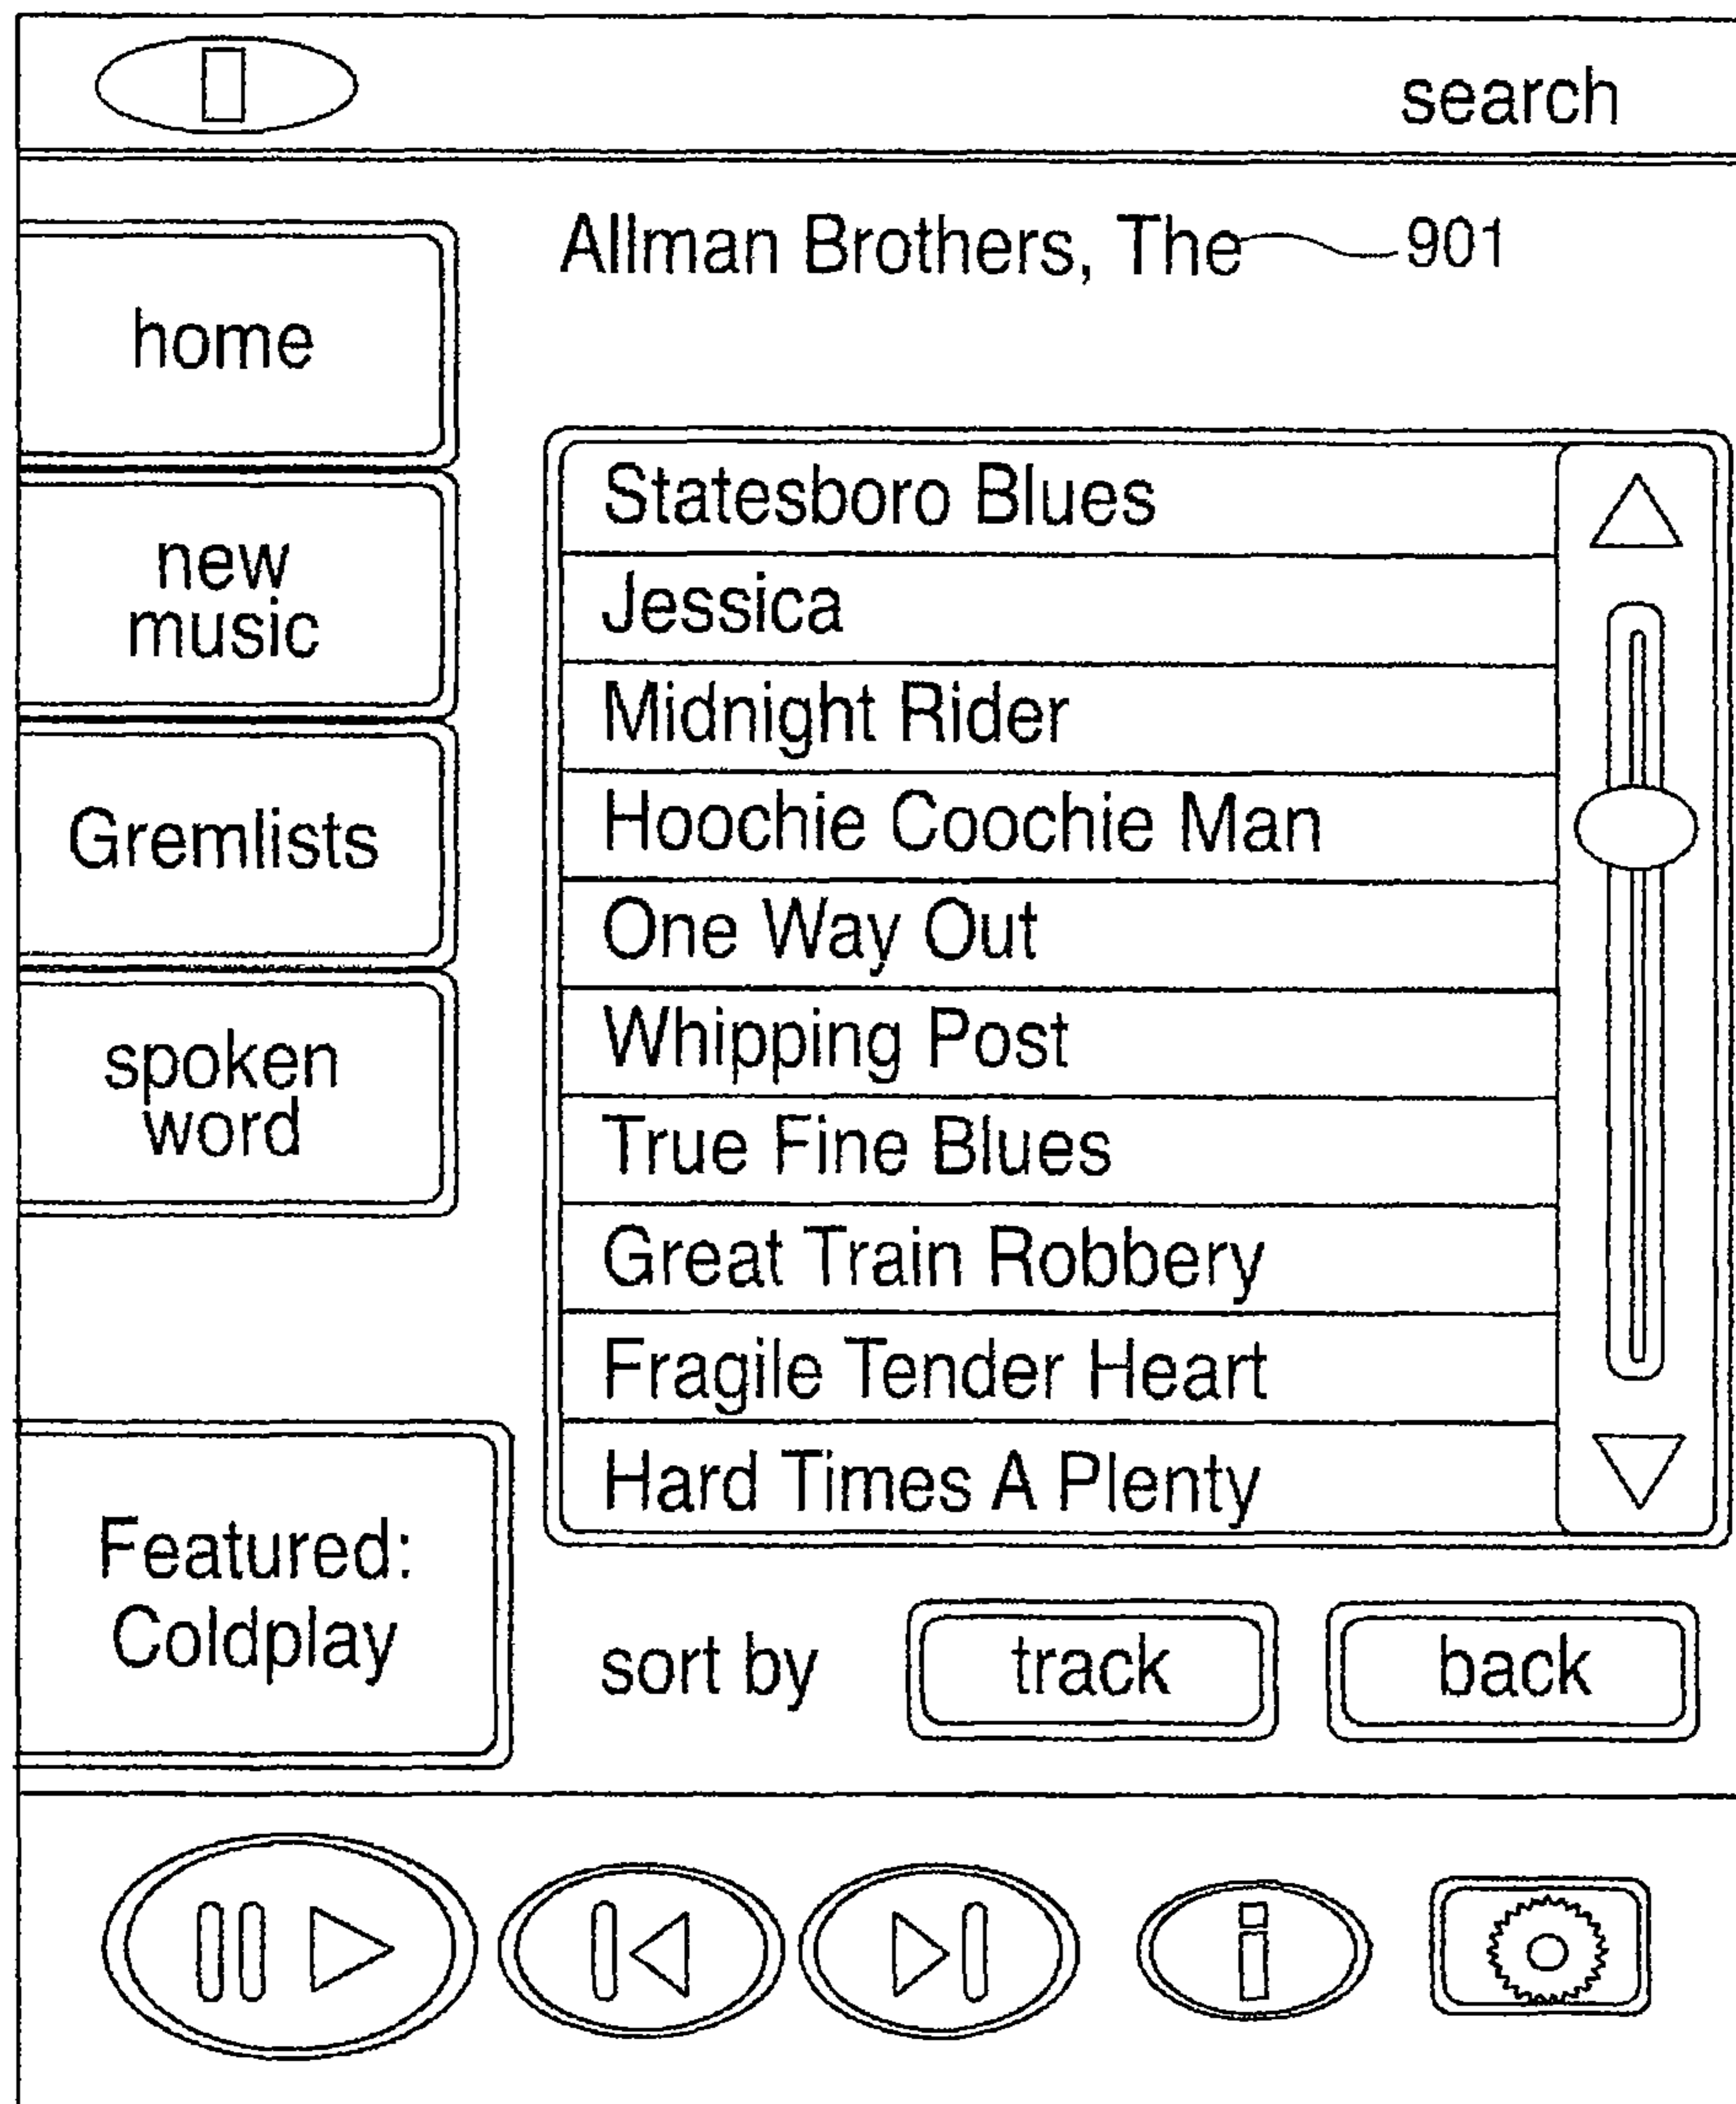 search
Allman Brothers, The 901
home
new
music
Gremlists
spoken
word
Featured:
Coldplay
Statesboro Blues
Jessica
Midnight Rider
Hoochie Coochie Man
One Way Out
Whipping Post
True Fine Blues
Great Train Robbery
Fragile Tender Heart
Hard Times A Plenty
sort by track back